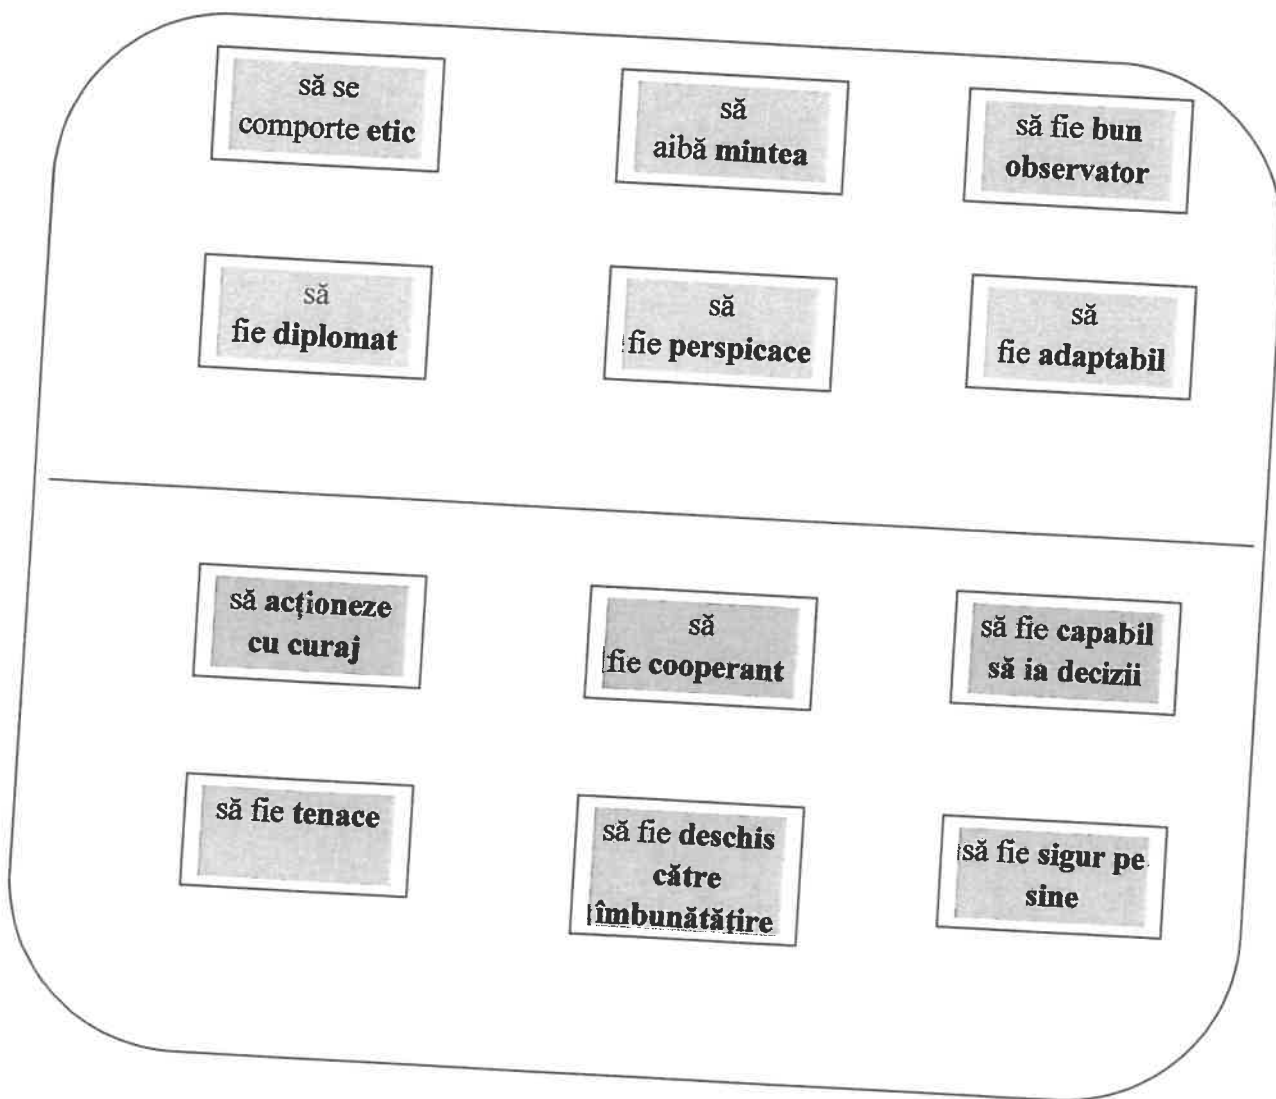 să se
comporte etic
să
aibă mintea
să fie bun
observator
să
fie diplomat
să
fie perspicace
să
fie adaptabil
să acționeze
cu curaj
să
fie cooperant
să fie capabil
să ia decizii
să fie tenace
să fie deschis
către
îmbunătățire
să fie sigur pe
sine